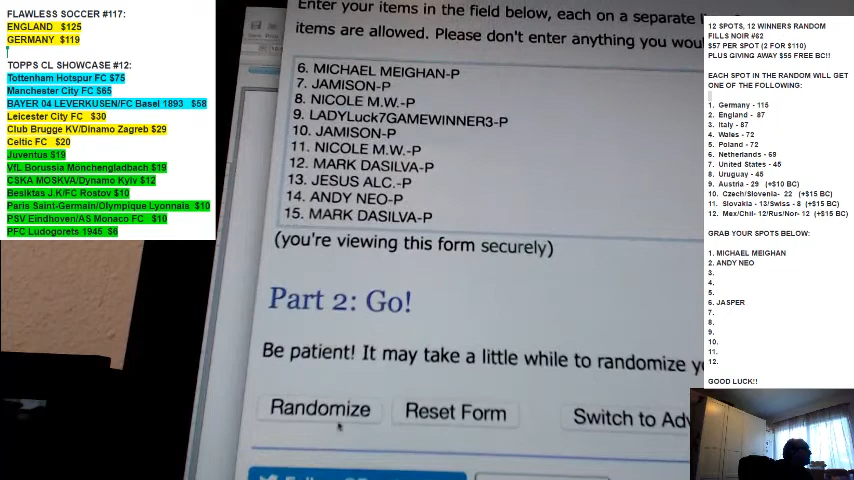 FLAWLESS SOCCER #117:
ENGLAND $125
GERMANY $119
TOPPS CL SHOWCASE #12:
Tottenham Hotspur FC $75
Manchester City FC $65
BAYER 04 LEVERKUSEN/FC Basel 1893 $58
Leicester City FC $30
Club Brugge KV/Dinamo Zagreb $29
Celtic FC $20
Juventus $19
VfL Borussia Mönchengladbach $19
CSKA MOSKVA/Dynamo Kyiv $12
Besiktas J.K/FC Rostov $10
Paris Saint-Germain/Olympique Lyonnais $10
PSV Eindhoven/AS Monaco FC $10
PFC Ludogorets 1945 $6
Enter your items in the field below, each on a separate
items are allowed. Please don't enter anything you
6. MICHAEL MEIGHAN-P
7. JAMISON-P
8. NICOLE M.W.-P
9. LADYLuck7GAMEWINNER3-P
10. JAMISON-P
11. NICOLE M.W.-P
12. MARK DASILVA-P
13. JESUS ALC.-P
14. ANDY NEO-P
15. MARK DASILVA-P
(you're viewing this form securely)
Part 2: Go!
Be patient! It may take a little while to randomize
Randomize Reset Form Switch to
12 SPOTS, 12 WINNERS RANDOM
FILLS NOIR #62
$57 PER SPOT (2 FOR $110)
PLUS GIVING AWAY $55 FREE BC!!
EACH SPOT IN THE RANDOM WILL GET
ONE OF THE FOLLOWING:
1. Germany - 115
2. England - 87
3. Italy - 87
4. Wales - 72
5. Poland - 72
6. Netherlands - 69
7. United States - 45
8. Uruguay - 45
9. Austria - 29 (+$10 BC)
10. Czech/Slovenia- 22 (+$15 BC)
11. Slovakia - 13/Swiss - 8 (+$15 BC)
12. Mex/Chil- 12/Rus/Nor- 12 (+$15 BC)
GRAB YOUR SPOTS BELOW:
1. MICHAEL MEIGHAN
2. ANDY NEO
3.
4.
5.
6. JASPER
7.
8.
9.
10.
11.
12.
GOOD LUCK!!